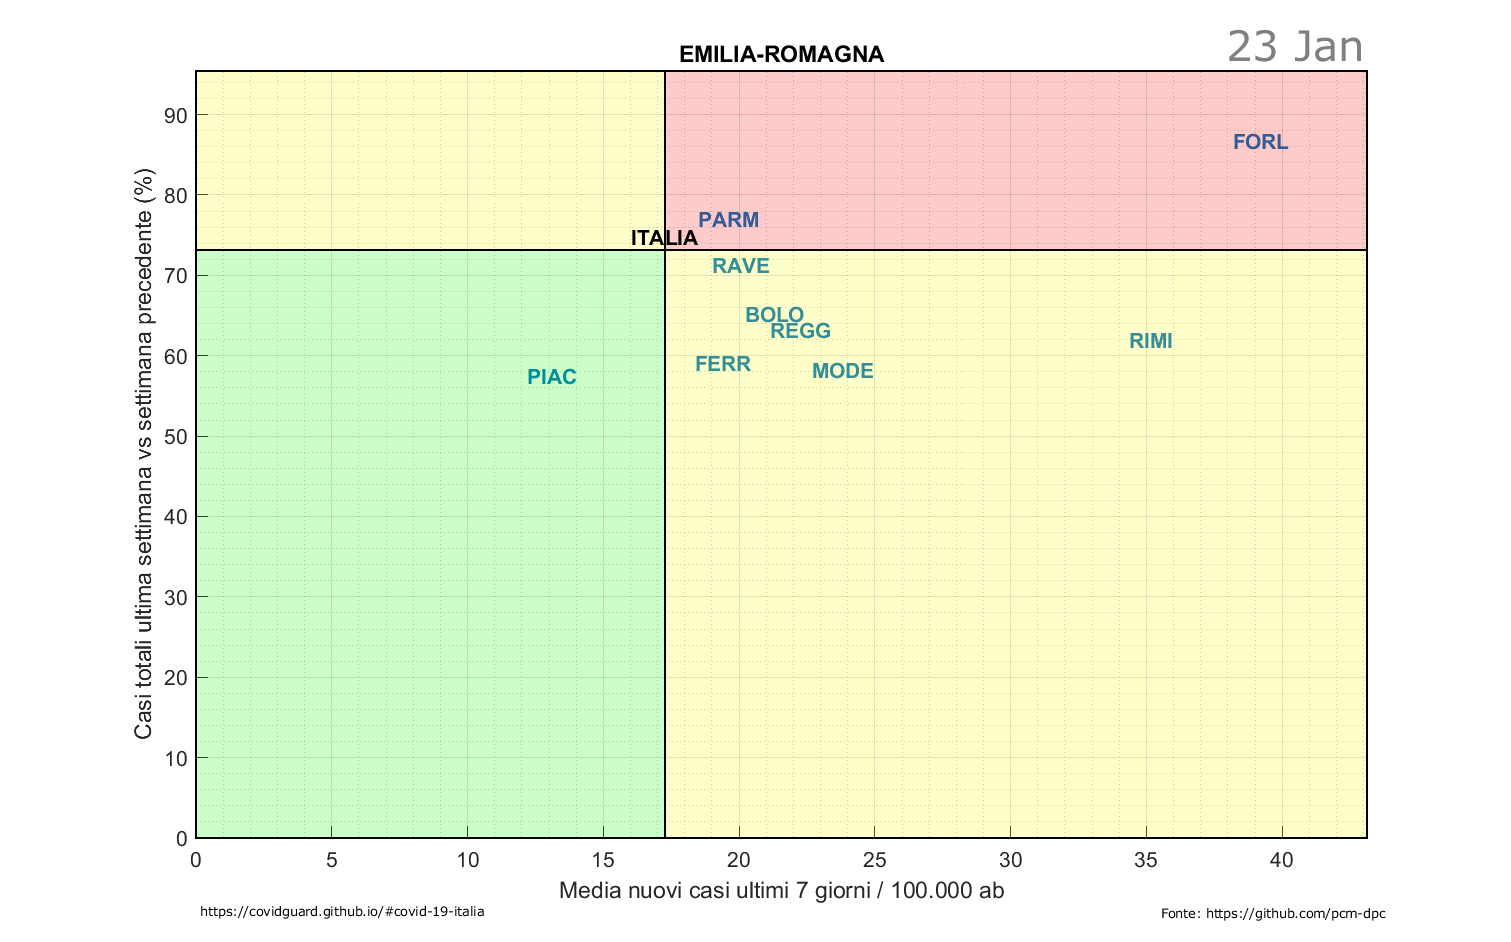 23 Jan
EMILIA-ROMAGNA
Casi totali ultima settimana vs settimana precedente (%)
90
80
70
60
50
40
30
20
10
0
FORL
PARM
ITALIA
RAVE
BOLO
REGG
RIMI
FERR
MODE
PIAC
0 5 10 15 20 25 30 35 40
Media nuovi casi ultimi 7 giorni / 100.000 ab
https://covidguard.github.io/#covid-19-italia
Fonte: https://github.com/pcm-dpc